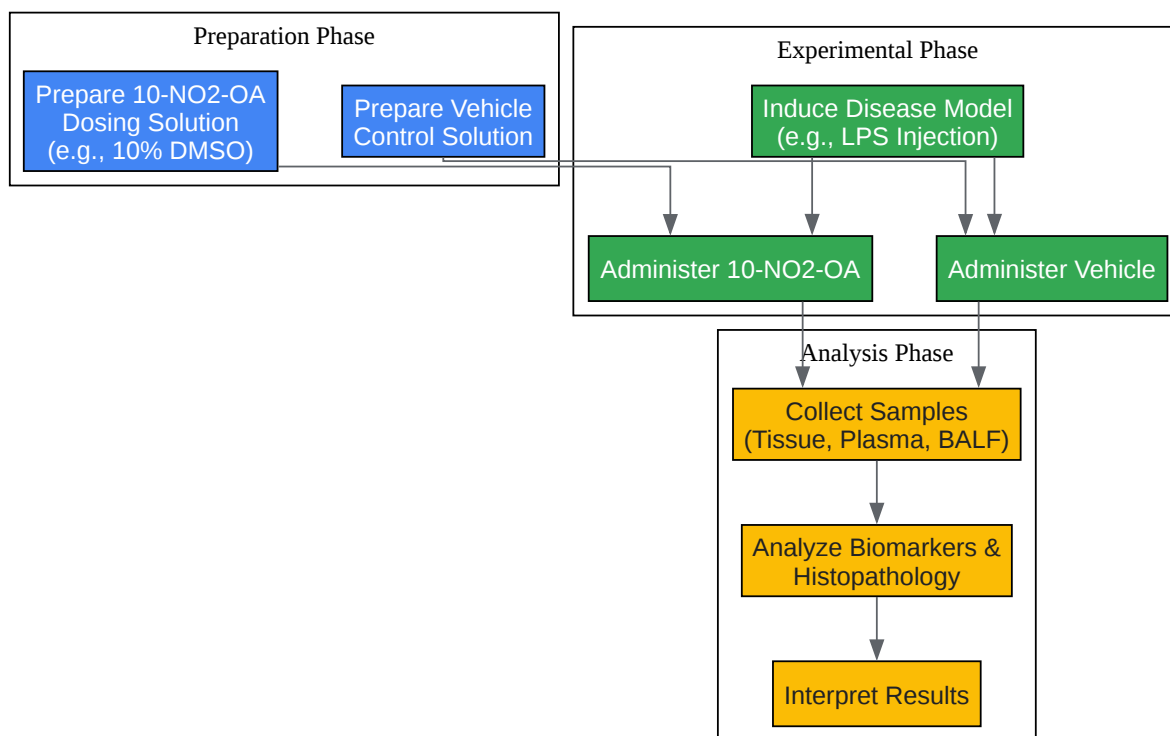 Preparation Phase
Prepare 10-NO2-OA
Dosing Solution
(e.g., 10% DMSO)
Prepare Vehicle
Control Solution
Experimental Phase
Induce Disease Model
(e.g., LPS Injection)
Administer 10-NO2-OA
Administer Vehicle
Analysis Phase
Collect Samples
(Tissue, Plasma, BALF)
Analyze Biomarkers &
Histopathology
Interpret Results